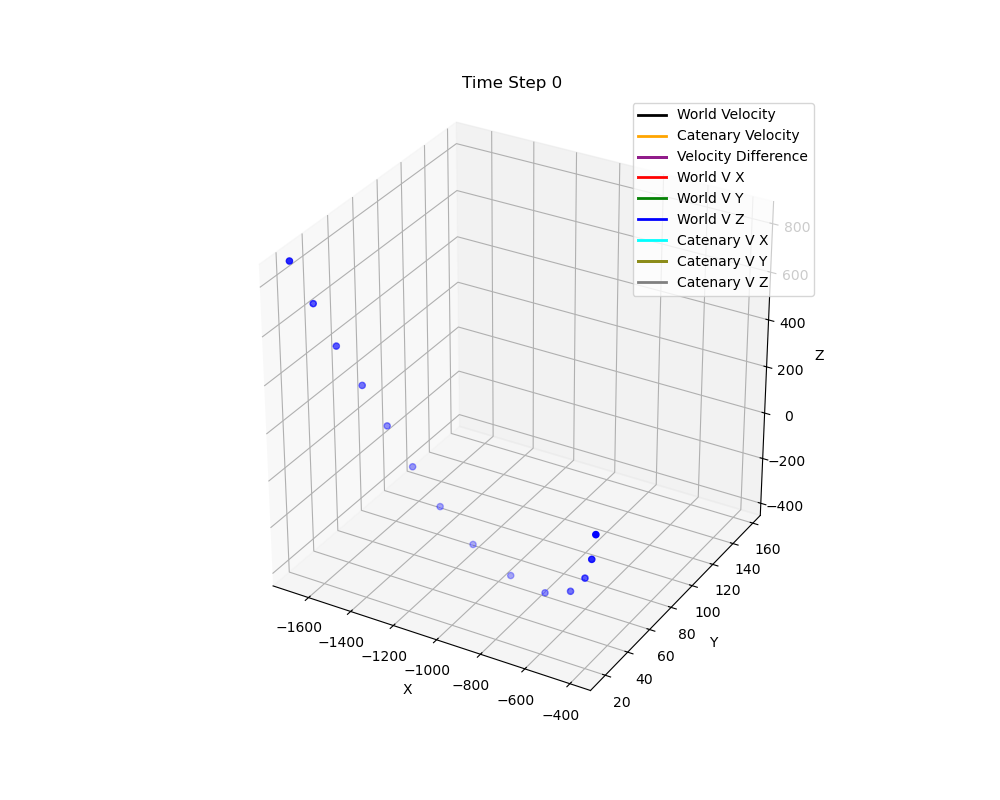 Time Step 0
World Velocity
Catenary Velocity
Velocity Difference
World V X
World V Y
World V Z
Catenary V X
Catenary V Y
Catenary V Z
800
600
400
Z
200
0
−200
−400
160
140
120
100
80
Y
60
40
20
−1600
−1400
−1200
−1000
−800
−600
−400
X